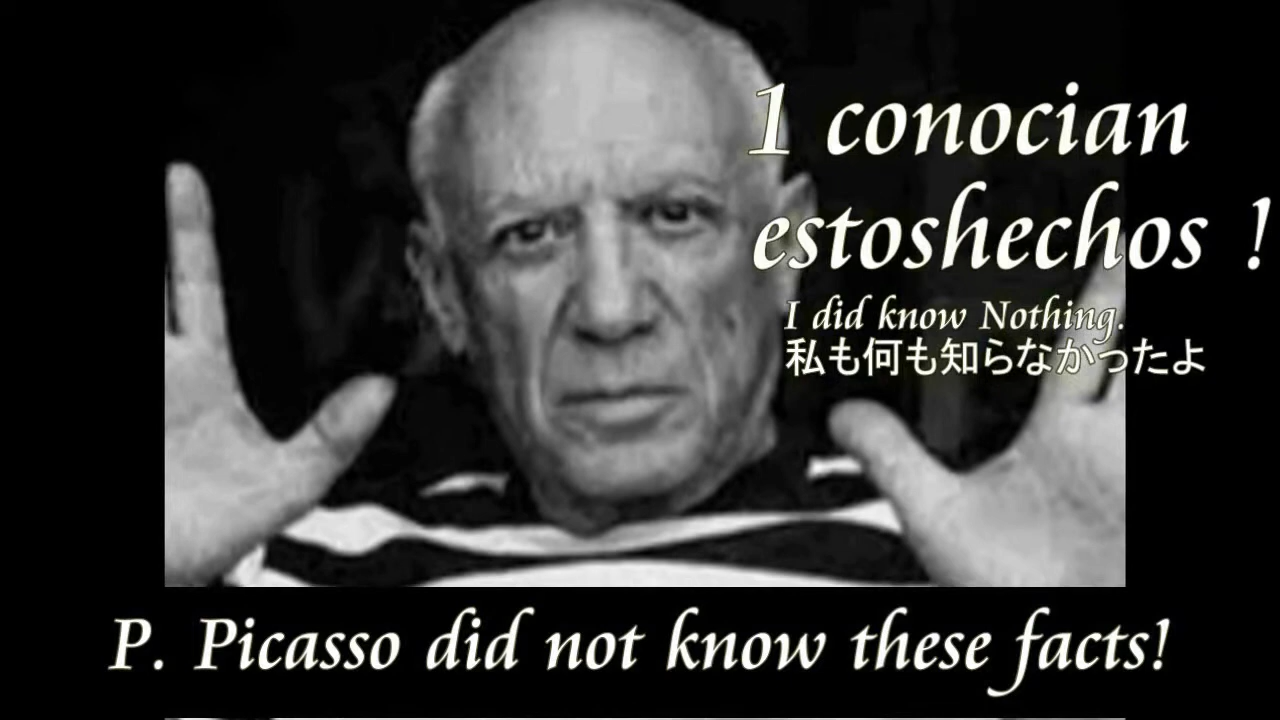 1 conocian
estoshechos !
I did know Nothing.
私も何も知らなかったよ
P. Picasso did not know these facts!